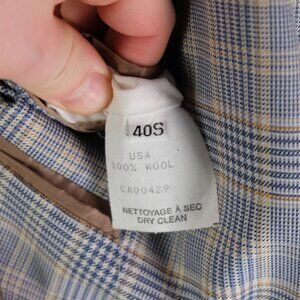 40S
USA
100% WOOL
CA00429
NETTOYAGE À SEC
DRY CLEAN